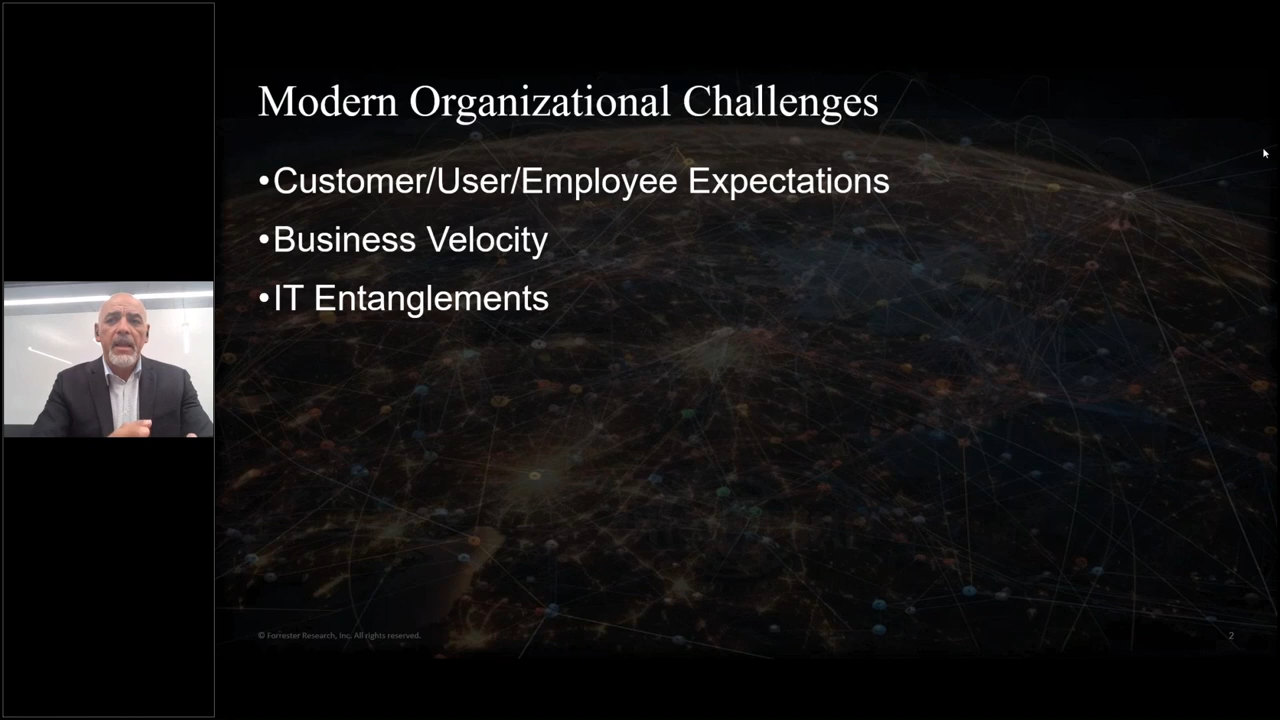 Modern Organizational Challenges
•Customer/User/Employee Expectations
•Business Velocity
•IT Entanglements
© Forrester Research, Inc. All rights reserved.
2